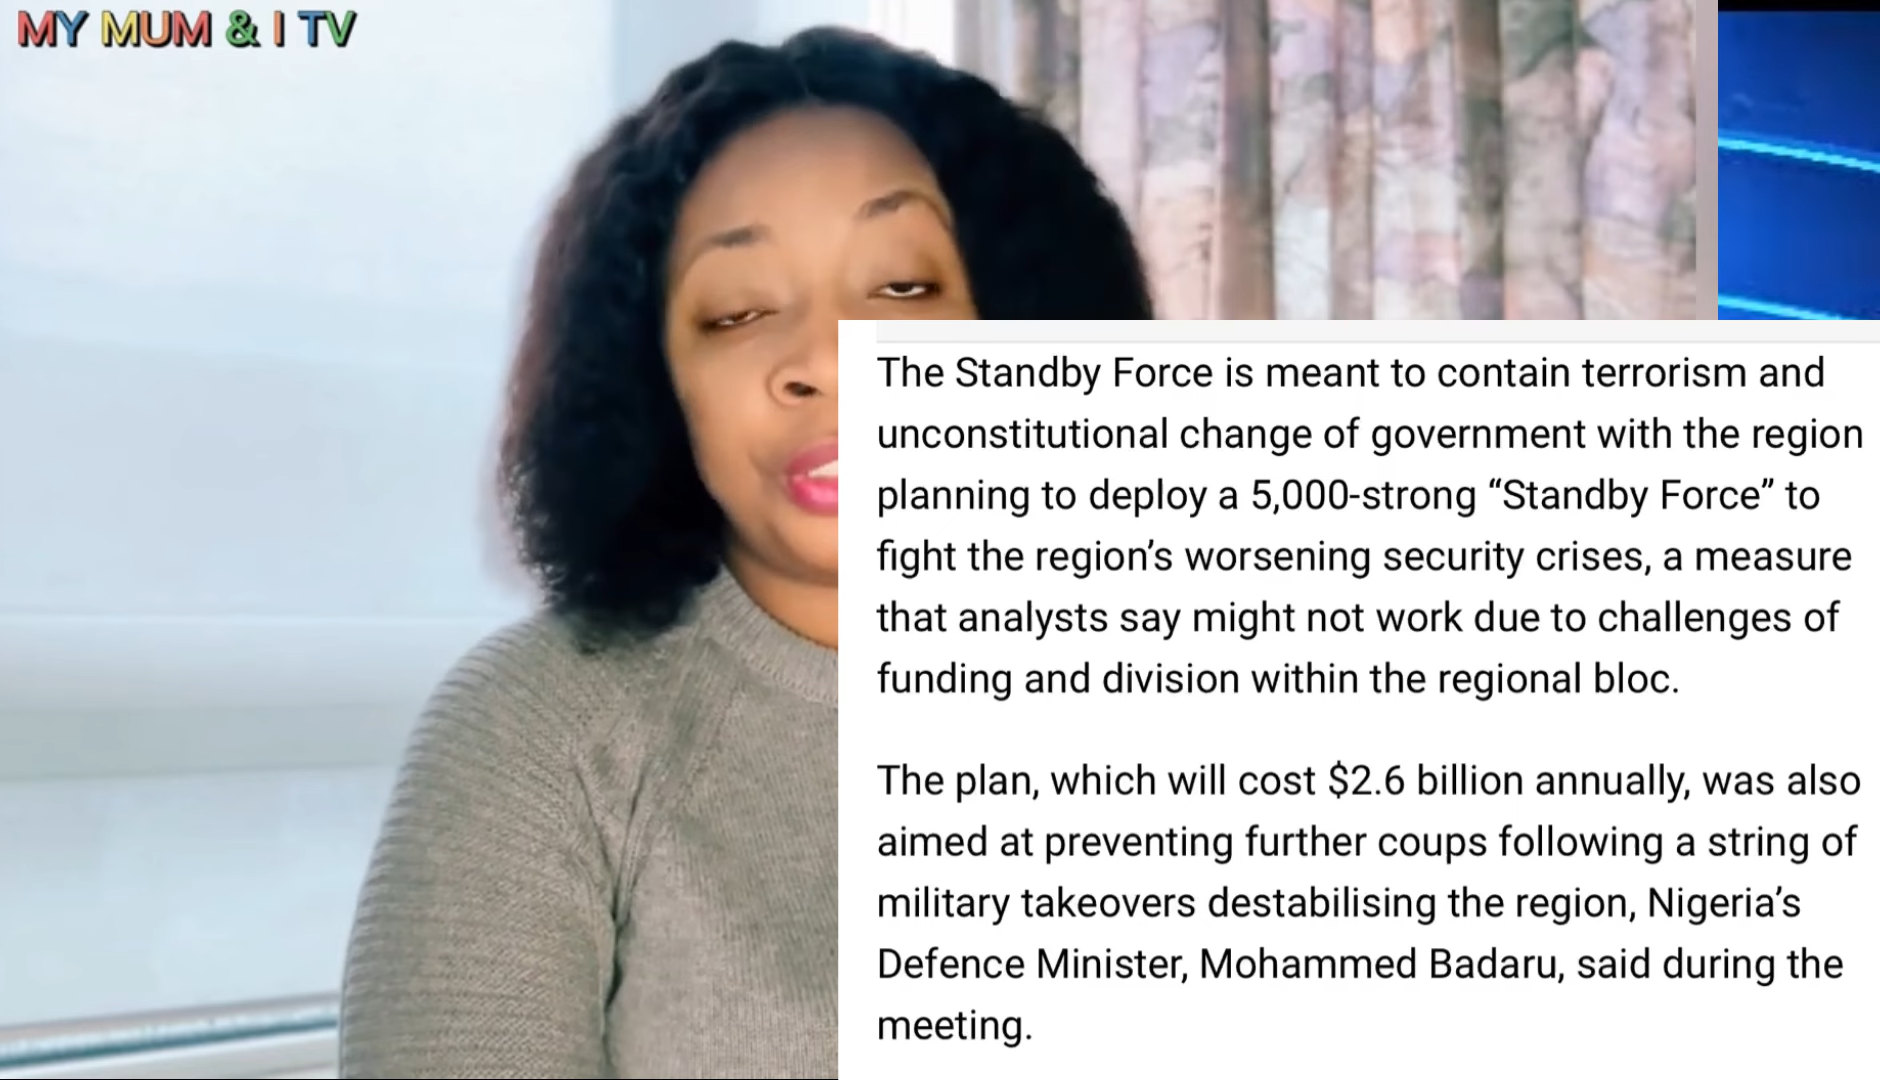 MY MUM & I TV
The Standby Force is meant to contain terrorism and
unconstitutional change of government with the region
planning to deploy a 5,000-strong “Standby Force” to
fight the region’s worsening security crises, a measure
that analysts say might not work due to challenges of
funding and division within the regional bloc.
The plan, which will cost $2.6 billion annually, was also
aimed at preventing further coups following a string of
military takeovers destabilising the region, Nigeria’s
Defence Minister, Mohammed Badaru, said during the
meeting.